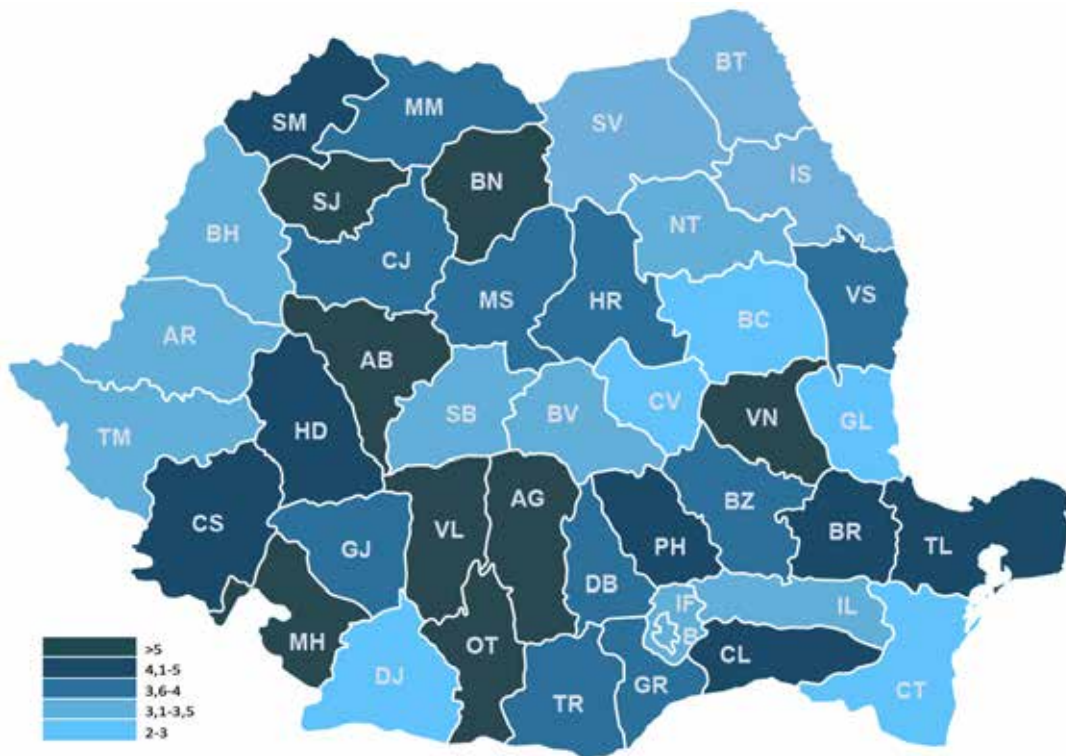 BT
MM
SM
SV
IS
BN
SJ
NT
BH
CJ
VS
MS
HR
BC
AR
AB
CV
SB
BV
VN
GL
TM
HD
AG
BZ
CS
VL
BR
TL
GJ
PH
DB
IF
IL
B
MH
OT
CL
DJ
GR
CT
TR
>5
4,1-5
3,6-4
3,1-3,5
2-3